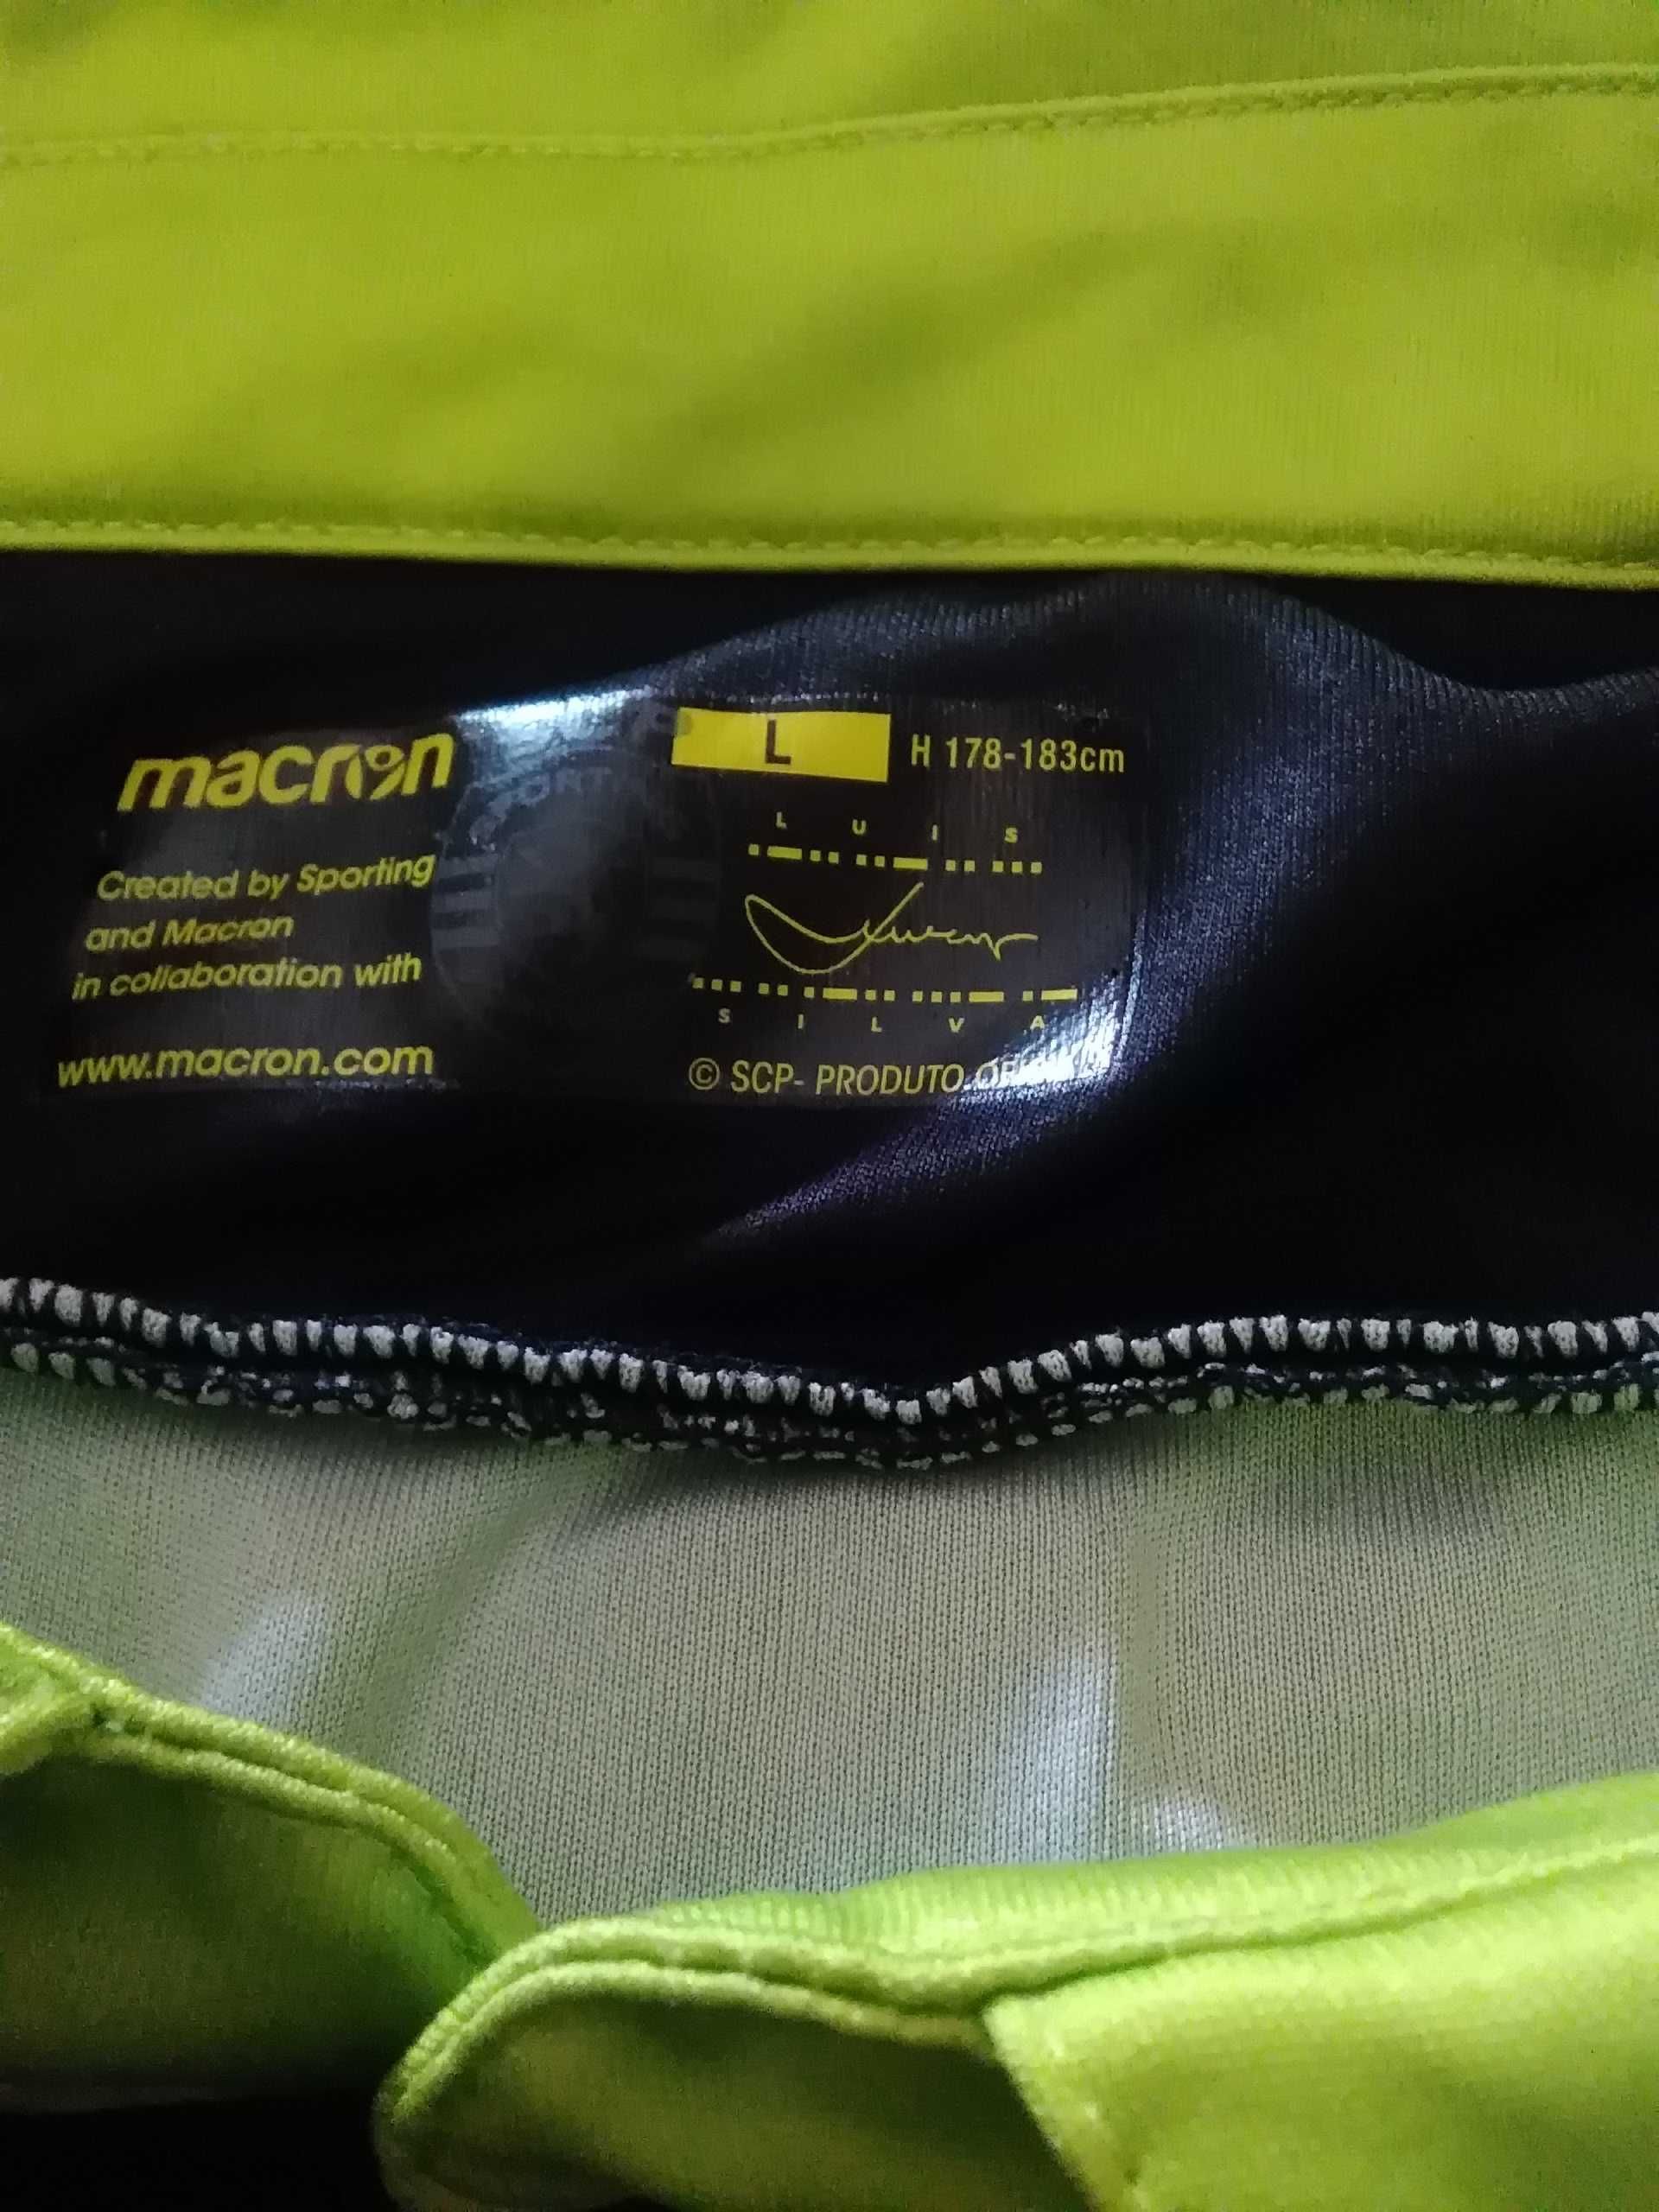 macron
Created by Sporting
and Macron
in collaboration with
www.macron.com
L H 178-183cm
L U I S
S I L V A
© SCP- PRODUTO